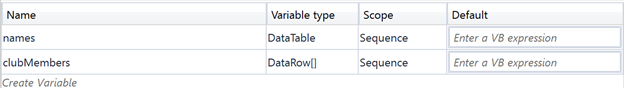 Name Variable type Scope Default
names DataTable Sequence Enter a VB expression
clubMembers DataRow[] Sequence Enter a VB expression
Create Variable